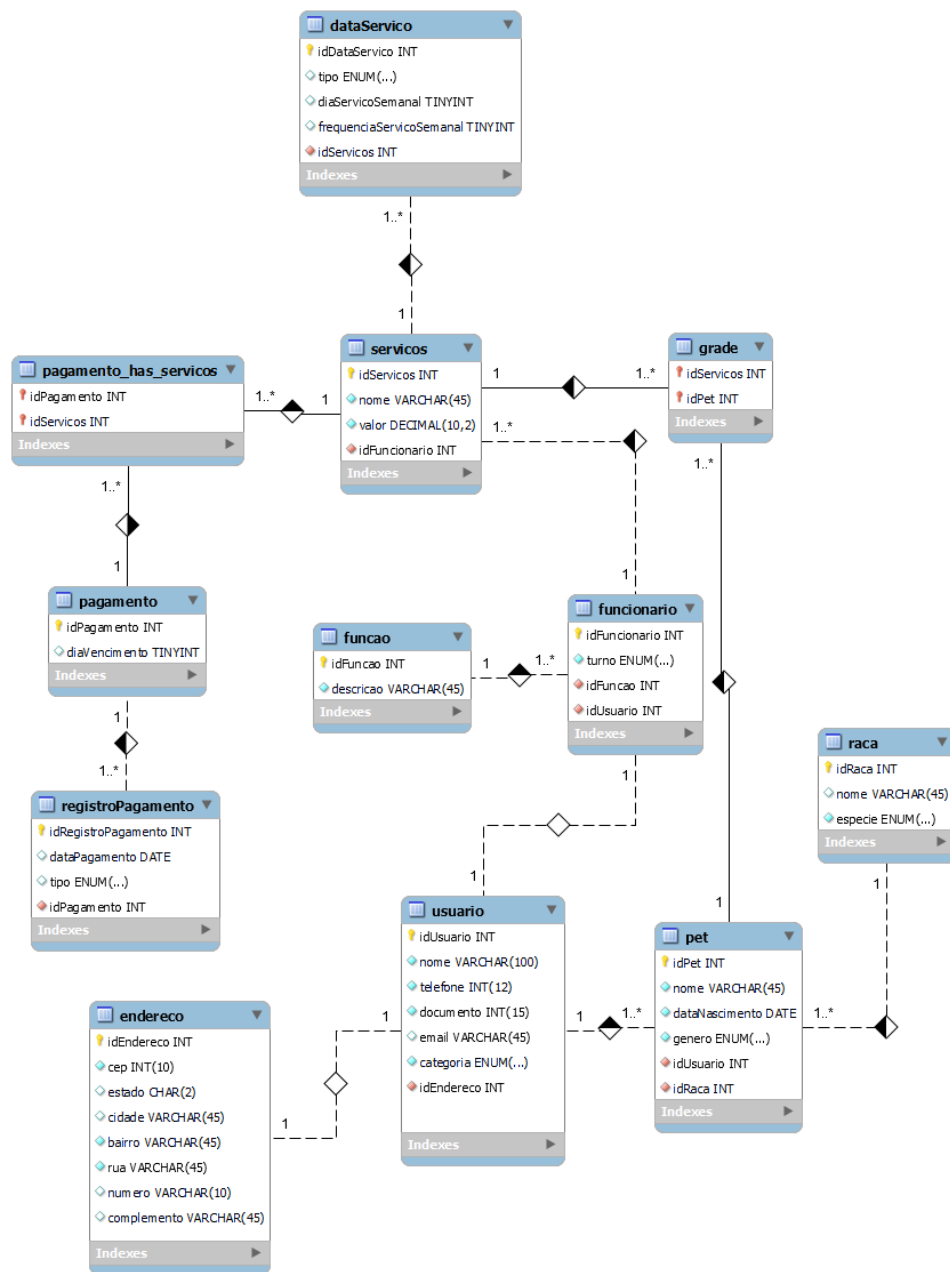 dataServico
idDataServico INT
tipo ENUM(...)
diaServicoSemanal TINYINT
frequenciaServicoSemanal TINYINT
idServicos INT
Indexes
1..*
1
servicos
idServicos INT
nome VARCHAR(45)
valor DECIMAL(10,2)
idFuncionario INT
Indexes
1
1..*
1..*
1
grade
idServicos INT
idPet INT
Indexes
1..*
1
pagamento_has_servicos
idPagamento INT
idServicos INT
Indexes
1..*
1
1..*
1
pagamento
idPagamento INT
diaVencimento TINYINT
Indexes
1
1..*
funcao
idFuncao INT
descricao VARCHAR(45)
Indexes
1
1..*
funcionario
idFuncionario INT
turno ENUM(...)
idFuncao INT
idUsuario INT
Indexes
1
1
raca
idRaca INT
nome VARCHAR(45)
especie ENUM(...)
Indexes
1
1..*
registroPagamento
idRegistroPagamento INT
dataPagamento DATE
tipo ENUM(...)
idPagamento INT
Indexes
usuario
idUsuario INT
nome VARCHAR(100)
telefone INT(12)
documento INT(15)
email VARCHAR(45)
categoria ENUM(...)
idEndereco INT
Indexes
1
1..*
pet
idPet INT
nome VARCHAR(45)
dataNascimento DATE
genero ENUM(...)
idUsuario INT
idRaca INT
Indexes
endereco
idEndereco INT
cep INT(10)
estado CHAR(2)
cidade VARCHAR(45)
bairro VARCHAR(45)
rua VARCHAR(45)
numero VARCHAR(10)
complemento VARCHAR(45)
Indexes
1
1